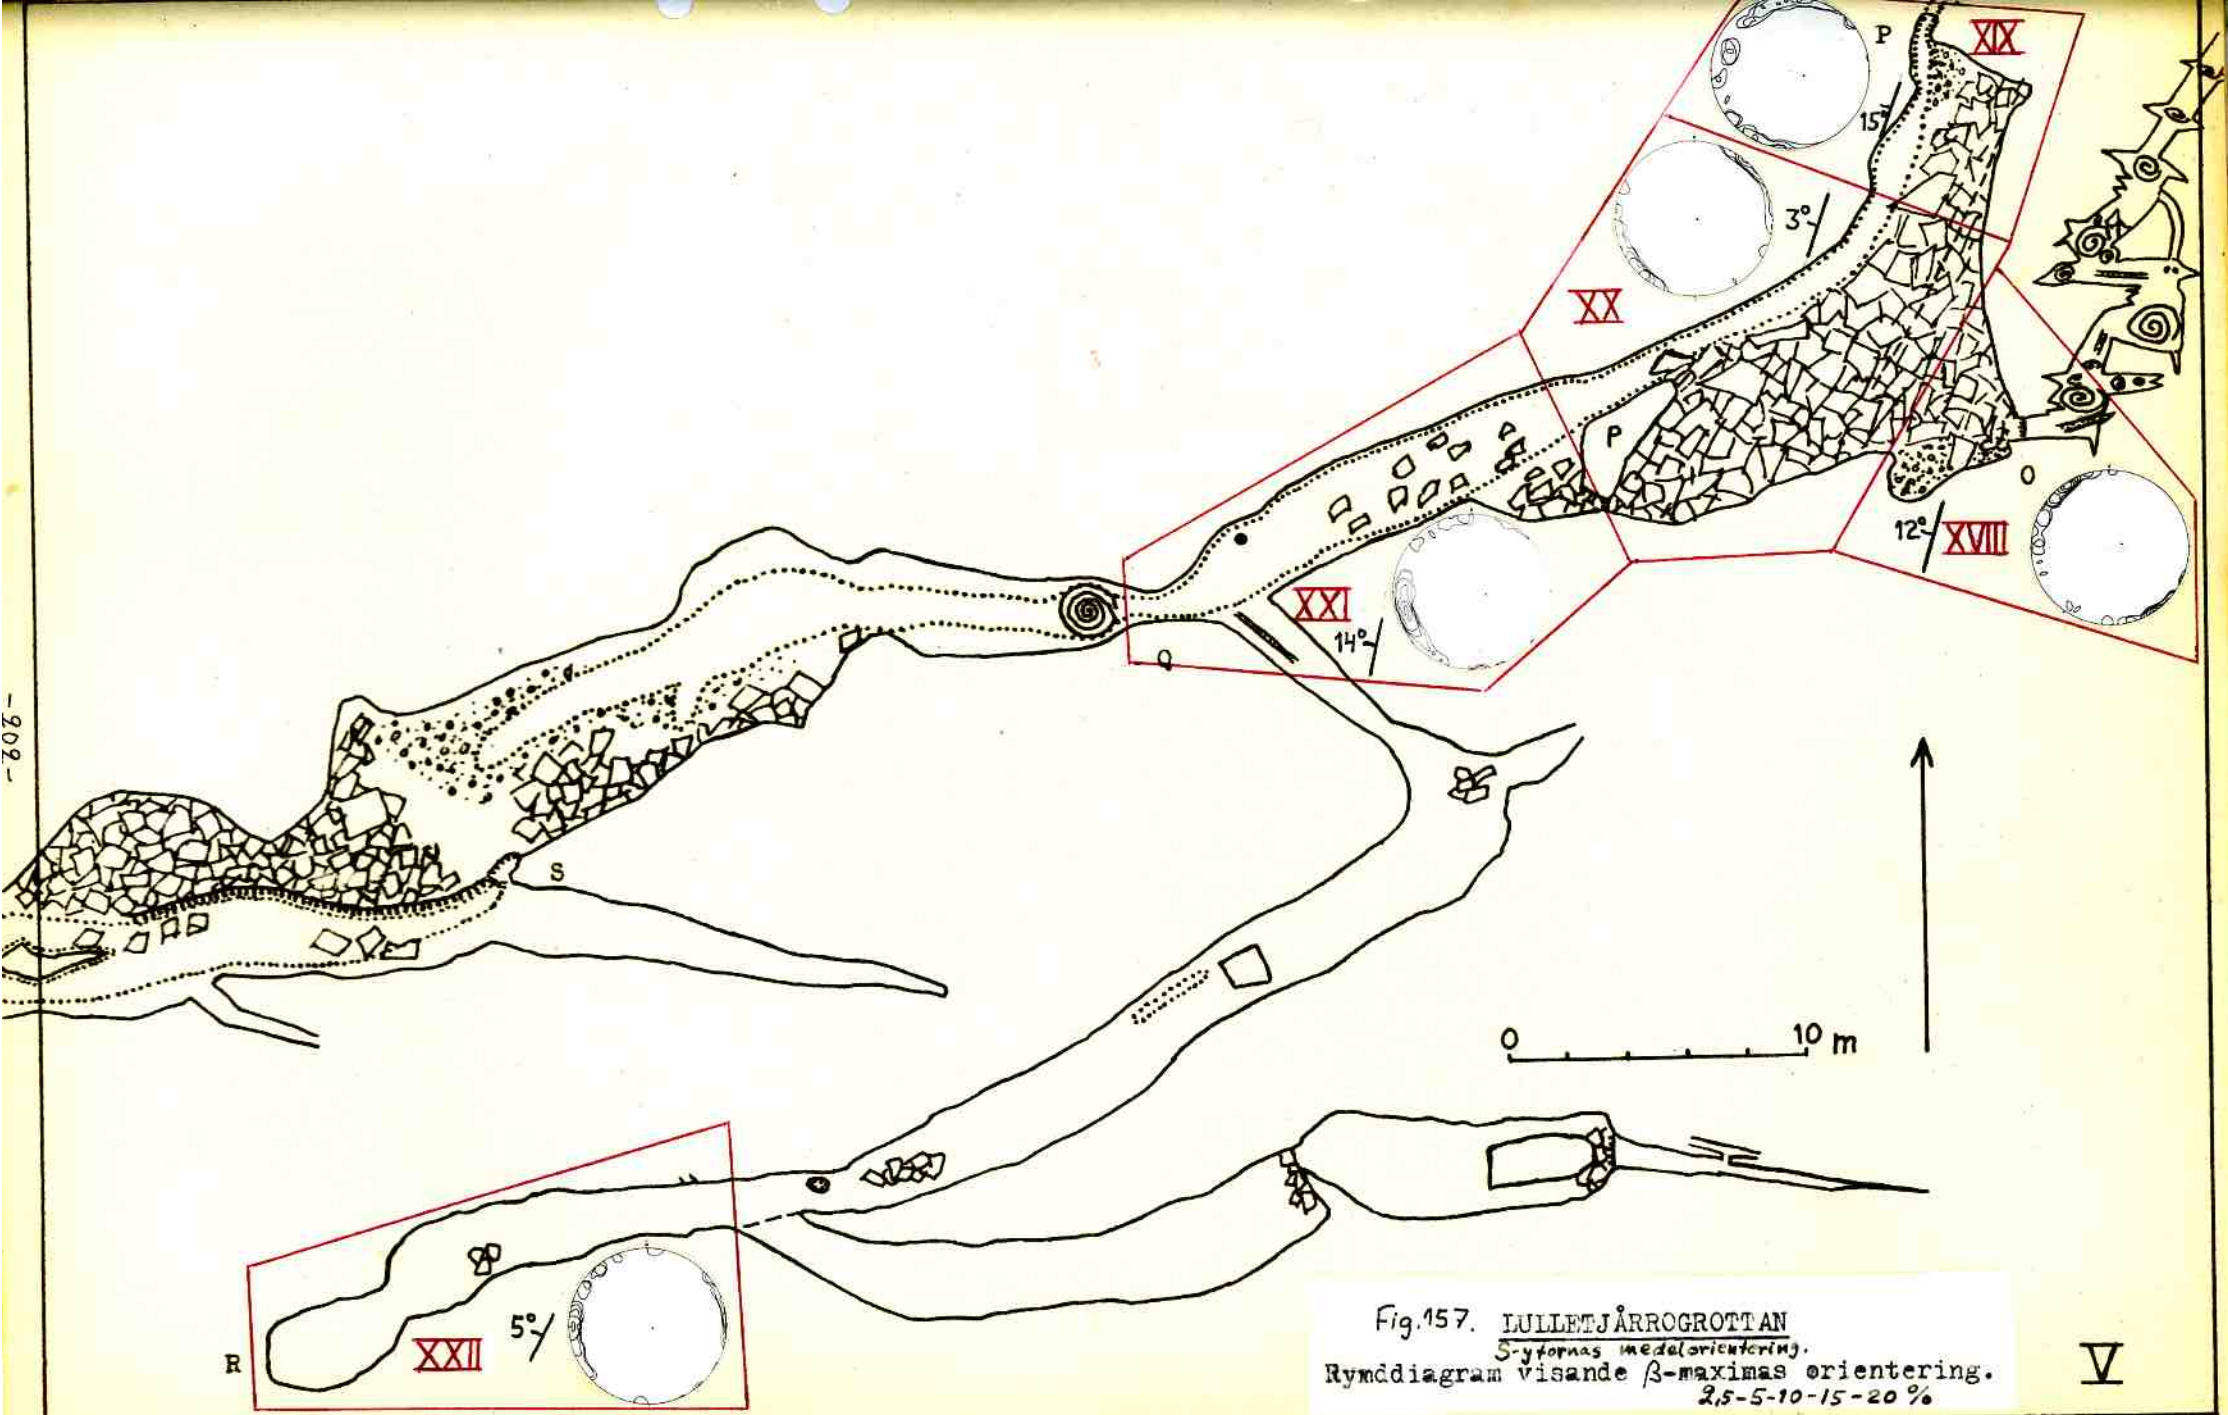 P
XIX
15°
3°
XX
P
O
12°
XVIII
XXI
14°
Q
-209-
S
0 10 m
R
XXII
5°
Fig.157. LULLETJÅRROGROTTAN
S-ytornas medelorientering.
Rymddiagram visande β-maximas orientering.
2,5-5-10-15-20 %
V